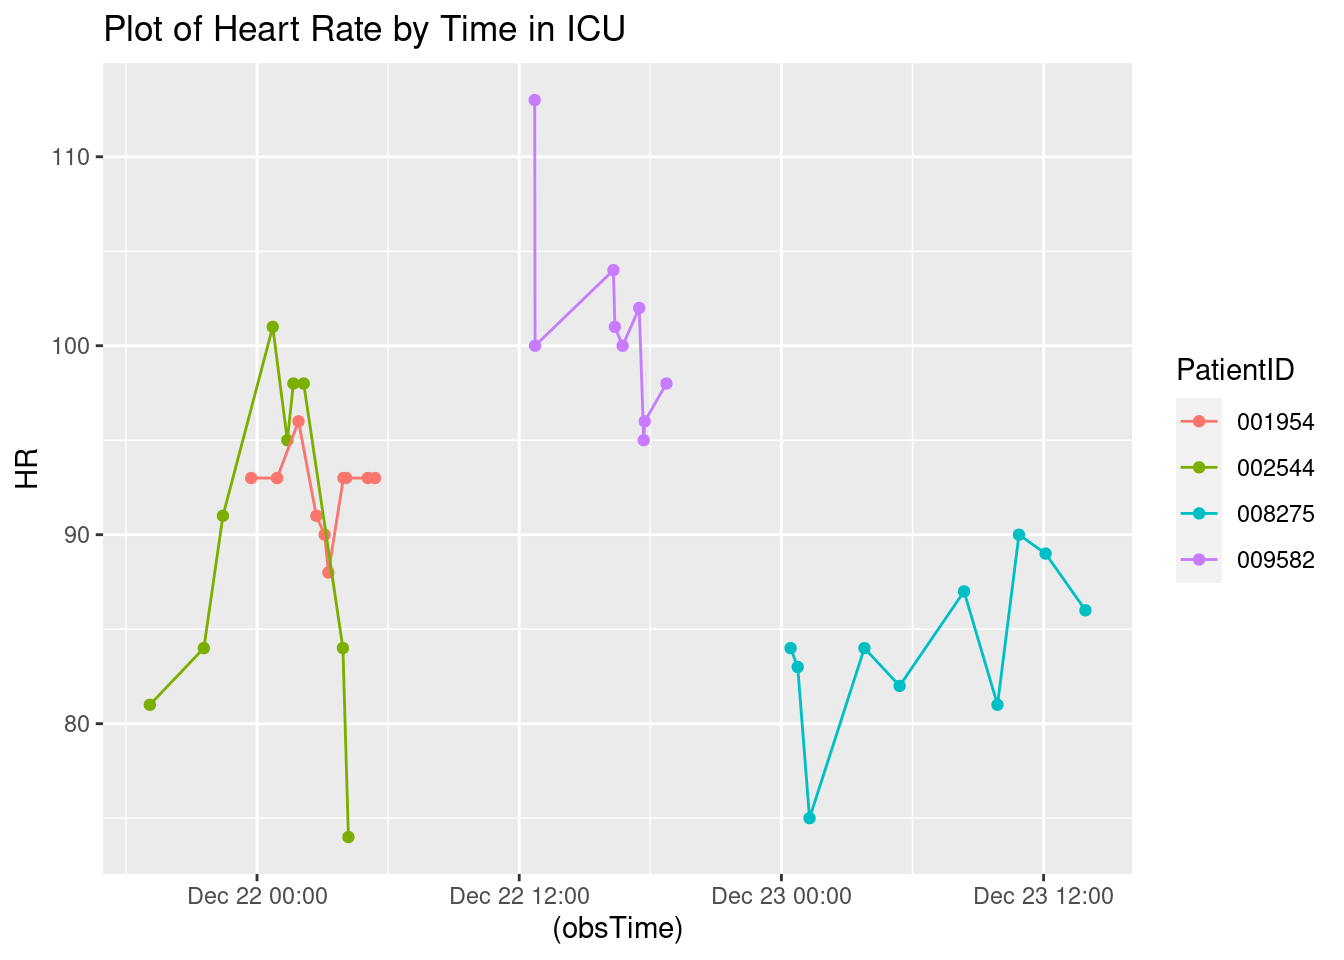 Plot of Heart Rate by Time in ICU
110
100
90
80
HR
Dec 22 00:00
Dec 22 12:00
Dec 23 00:00
Dec 23 12:00
(obsTime)
PatientID
001954
002544
008275
009582